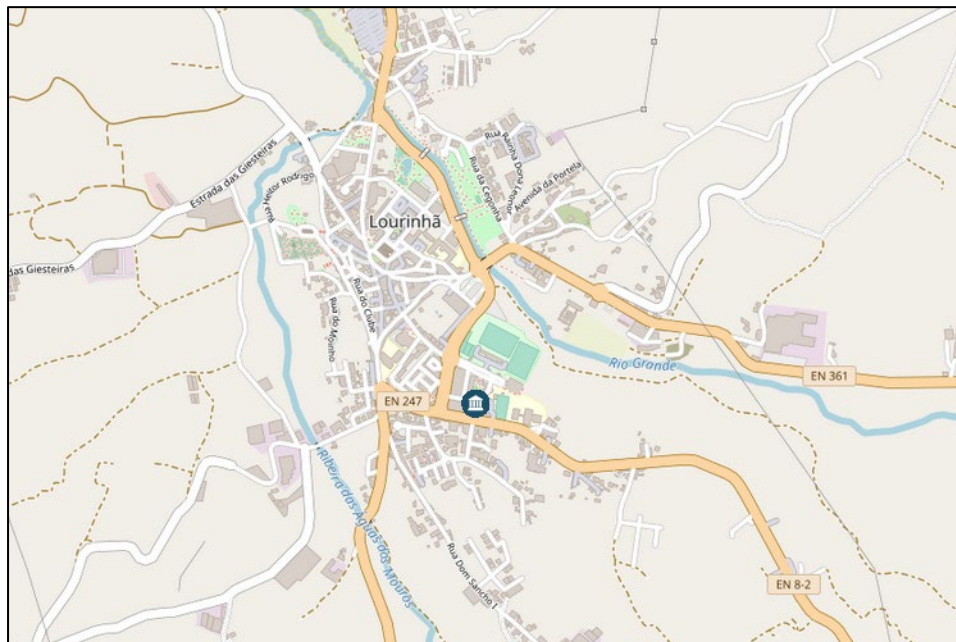 Rua Rainha Dona Leonor
Rua da Cegonha
Avenida da Portela
Estrada das Giesteiras
Heitor Rodrigo
Lourinhã
das Giesteiras
Rua do Clube
Rua do Moinho
Rio Grande
EN 361
EN 247
Ribeira das Águas dos Mouros
Rua Dom Sancho I
EN 8-2